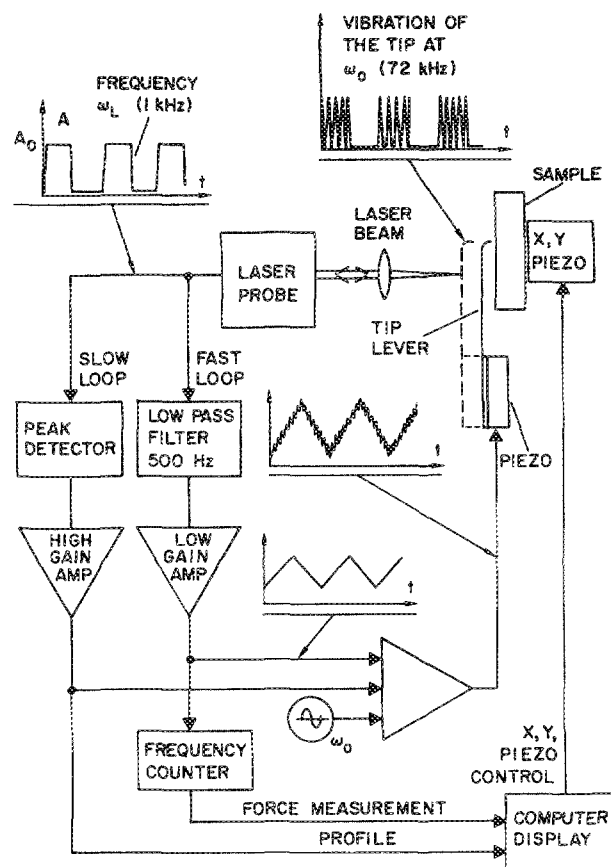 VIBRATION OF
THE TIP AT
ω₀ (72 kHz)
t
FREQUENCY
ω_L (1 kHz)
A₀
A
t
SAMPLE
LASER
BEAM
X, Y
PIEZO
LASER
PROBE
TIP
LEVER
SLOW
LOOP
FAST
LOOP
PEAK
DETECTOR
LOW PASS
FILTER
500 Hz
t
PIEZO
HIGH
GAIN
AMP
LOW
GAIN
AMP
t
ω₀
FREQUENCY
COUNTER
X, Y,
PIEZO
CONTROL
FORCE MEASUREMENT
PROFILE
COMPUTER
DISPLAY